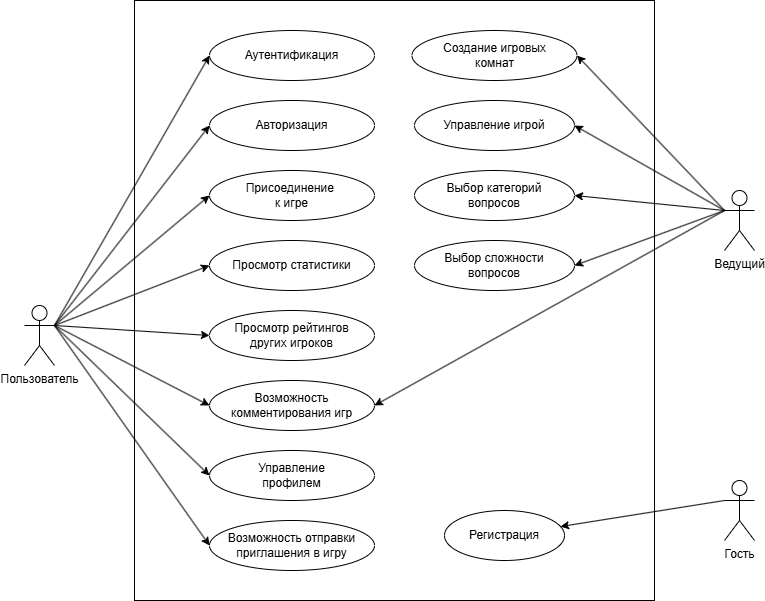 Аутентификация
Создание игровых
комнат
Авторизация
Управление игрой
Присоединение
к игре
Выбор категорий
вопросов
Просмотр статистики
Выбор сложности
вопросов
Ведущий
Просмотр рейтингов
других игроков
Пользователь
Возможность
комментирования игр
Управление
профилем
Возможность отправки
приглашения в игру
Регистрация
Гость